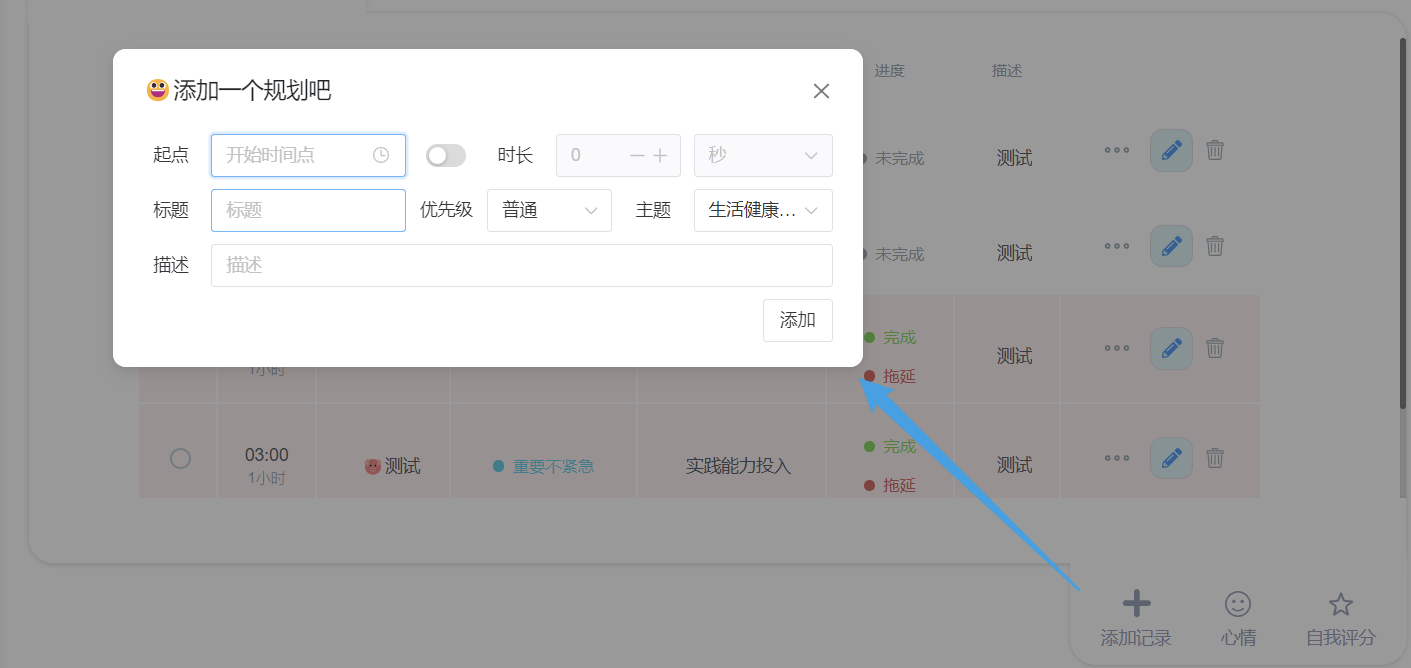 进度 描述
添加一个规划吧
起点 开始时间点 时长 0 秒
未完成 测试
标题 标题 优先级 普通 主题 生活健康…
未完成 测试
描述 描述
添加
完成
测试
1小时
拖延
03:00
1小时
测试
重要不紧急
实践能力投入
完成
拖延
测试
添加记录 心情 自我评分